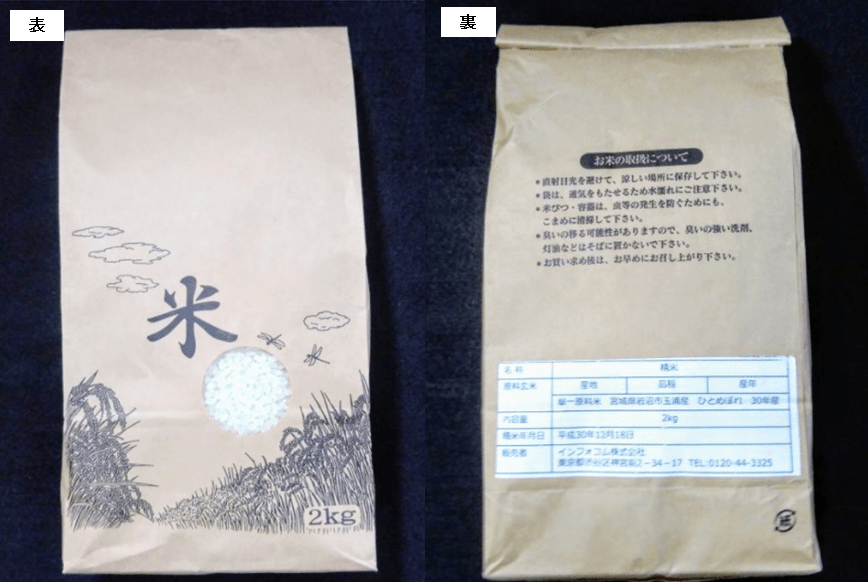 表
米
2kg
裏
お米の取扱について
●直射日光を避けて、涼しい場所に保存して下さい。
●袋は、通気をもたせるため水濡れにご注意下さい。
●米びつ・容器は、虫等の発生を防ぐためにも、
こまめに清掃して下さい。
●臭いの移る可能性がありますので、臭いの強い洗剤、
灯油などはそばに置かないで下さい。
●お買い求め後は、お早めにお召し上がり下さい。
名称 精米
原料玄米 産地 品種 産年
単一原料米 宮城県岩沼市玉浦産 ひとめぼれ 30年産
内容量 2kg
精米年月日 平成30年12月18日
販売者 インフォコム株式会社
東京都渋谷区神宮前2-34-17 TEL:0120-44-3325
紙